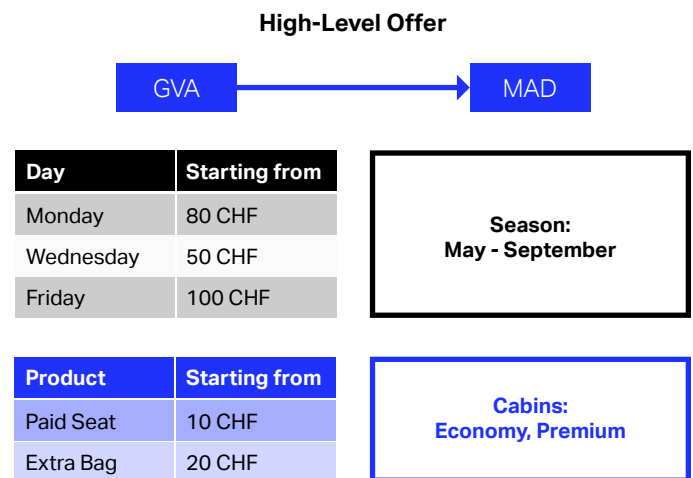 High-Level Offer
GVA MAD
Day Starting from
Monday 80 CHF
Wednesday 50 CHF
Friday 100 CHF
Season:
May - September
Product Starting from
Paid Seat 10 CHF
Extra Bag 20 CHF
Cabins:
Economy, Premium